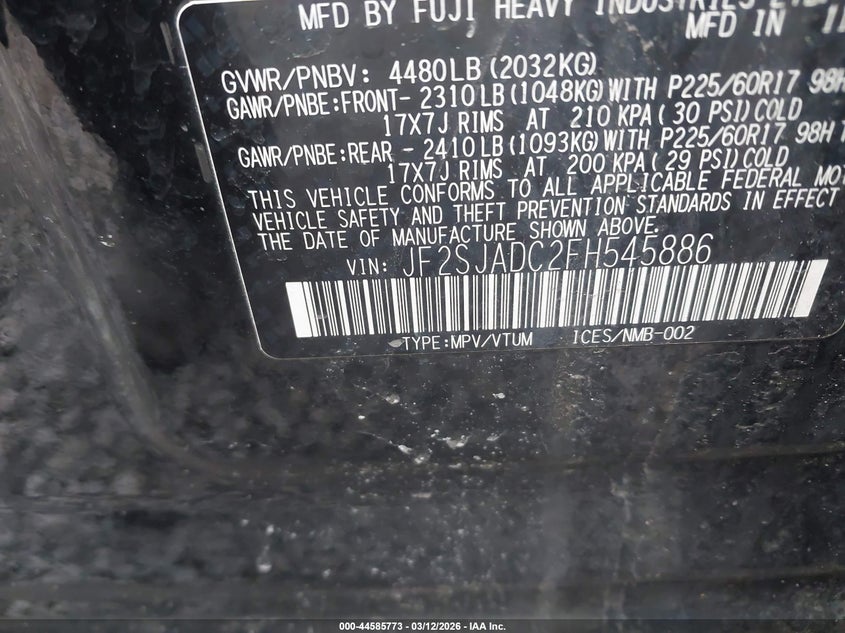 MFD BY FUJI HEAVY INDUSTRIES LTD.
MFD IN 11
GVWR/PNBV: 4480LB(2032KG)
GAWR/PNBE:FRONT- 2310LB(1048KG)WITH P225/60R17 98H
17X7J RIMS AT 210 KPA( 30 PSI)COLD
GAWR/PNBE:REAR - 2410LB(1093KG)WITH P225/60R17 98H
17X7J RIMS AT 200 KPA( 29 PSI)COLD
THIS VEHICLE CONFORMS TO ALL APPLICABLE FEDERAL
VEHICLE SAFETY AND THEFT PREVENTION STANDARDS IN EFFECT
THE DATE OF MANUFACTURE SHOWN ABOVE.
VIN: JF2SJADC2FH545886
TYPE:MPV/VTUM ICES/NMB-002
000-44585773 - 03/12/2026 - IAA Inc.